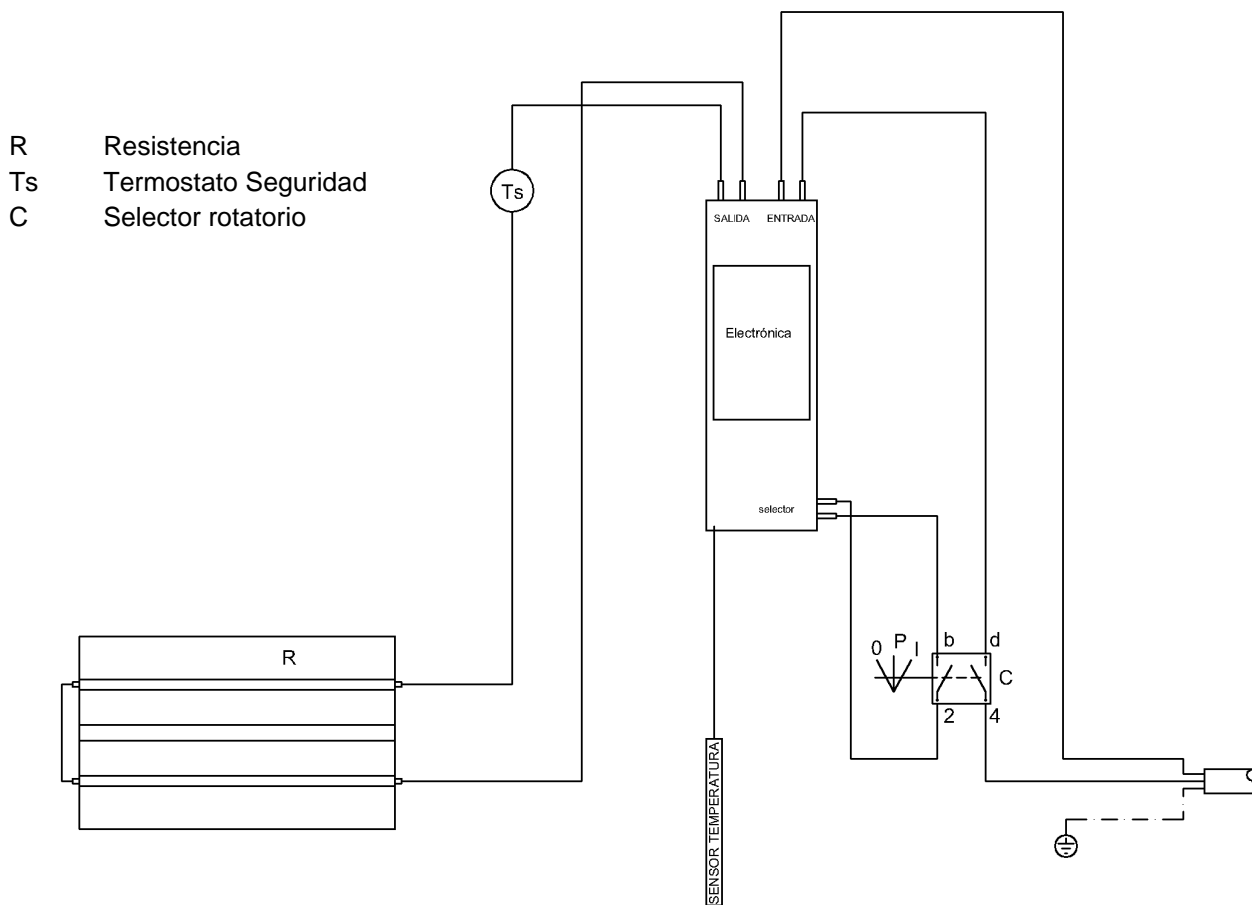 R Resistencia
Ts Termostato Seguridad
C Selector rotatorio
Ts
SALIDA ENTRADA
Electrónica
selector
R
0 P I
b d
C
2 4
SENSOR TEMPERATURA